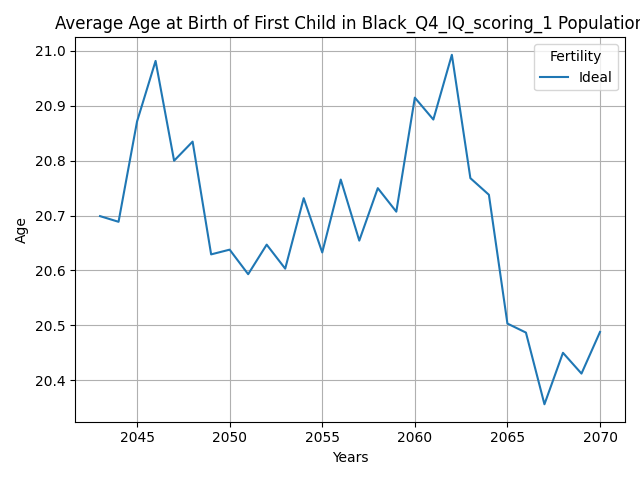 Average Age at Birth of First Child in Black_Q4_IQ_scoring_1 Population
Fertility
Ideal
21.0
20.9
20.8
20.7
20.6
20.5
20.4
Age
2045 2050 2055 2060 2065 2070
Years